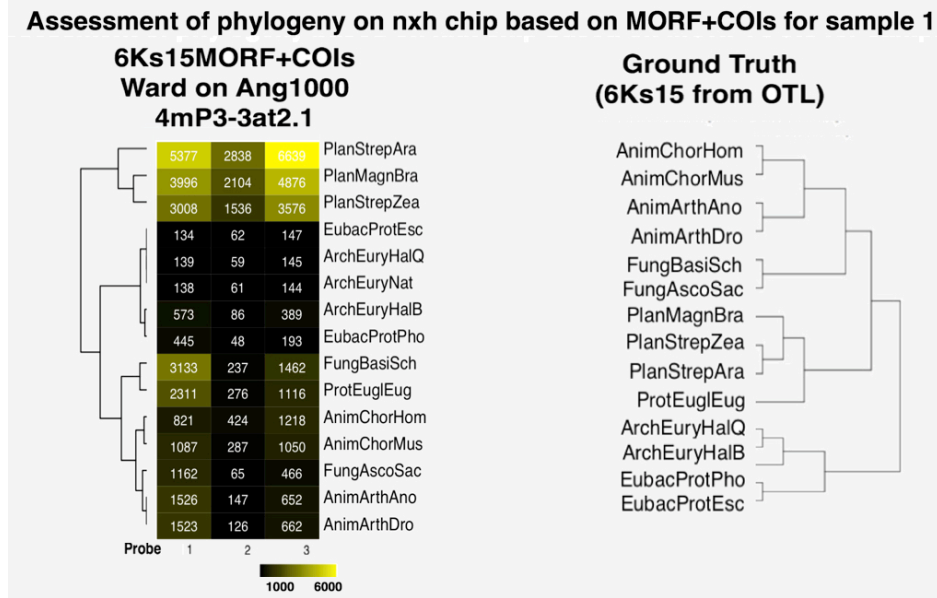 Assessment of phylogeny on nxh chip based on MORF+COIs for sample 1
6Ks15MORF+COIs
Ward on Ang1000
4mP3-3at2.1
5377 2838 6639 PlanStrepAra
3996 2104 4876 PlanMagnBra
3008 1536 3576 PlanStrepZea
134 62 147 EubacProtEsc
139 59 145 ArchEuryHalQ
138 61 144 ArchEuryNat
573 86 389 ArchEuryHalB
445 48 193 EubacProtPho
3133 237 1462 FungBasiSch
2311 276 1116 ProtEuglEug
821 424 1218 AnimChorHom
1087 287 1050 AnimChorMus
1162 65 466 FungAscoSac
1526 147 652 AnimArthAno
1523 126 662 AnimArthDro
Probe 1 2 3
1000 6000
Ground Truth
(6Ks15 from OTL)
AnimChorHom
AnimChorMus
AnimArthAno
AnimArthDro
FungBasiSch
FungAscoSac
PlanMagnBra
PlanStrepZea
PlanStrepAra
ProtEuglEug
ArchEuryHalQ
ArchEuryHalB
EubacProtPho
EubacProtEsc